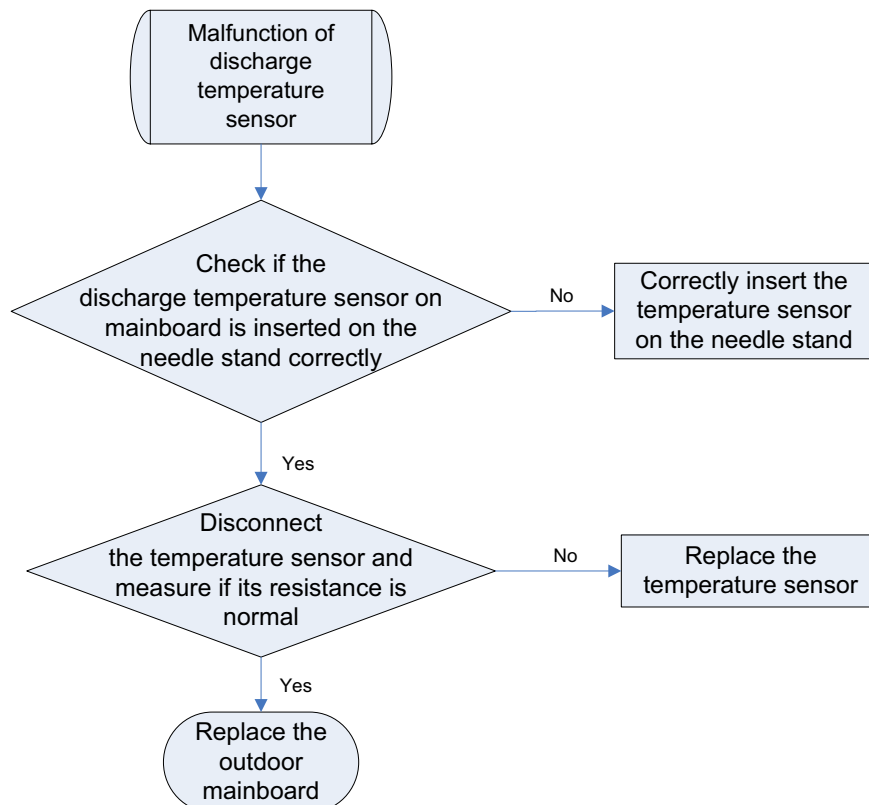 Malfunction of
discharge
temperature
sensor
Check if the
discharge temperature sensor on
mainboard is inserted on the
needle stand correctly
No
Correctly insert the
temperature sensor
on the needle stand
Yes
Disconnect
the temperature sensor and
measure if its resistance is
normal
No
Replace the
temperature sensor
Yes
Replace the
outdoor
mainboard